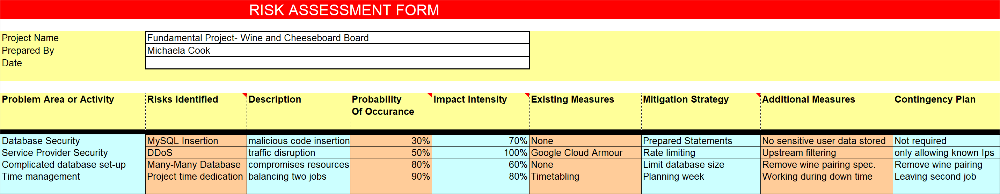 RISK ASSESSMENT FORM
Project Name Fundamental Project- Wine and Cheeseboard Board
Prepared By Michaela Cook
Date
Problem Area or Activity Risks Identified Description Probability Impact Intensity Existing Measures Mitigation Strategy Additional Measures Contingency Plan
Of Occurance
Database Security MySQL Insertion malicious code insertion 30% 70% None Prepared Statements No sensitive user data stored Not required
Service Provider Security DDoS traffic disruption 50% 100% Google Cloud Armour Rate limiting Upstream filtering only allowing known Ips
Complicated database set-up Many-Many Database compromises resources 80% 60% None Limit database size Remove wine pairing spec. Remove wine pairing
Time management Project time dedication balancing two jobs 90% 80% Timetabling Planning week Working during down time Leaving second job